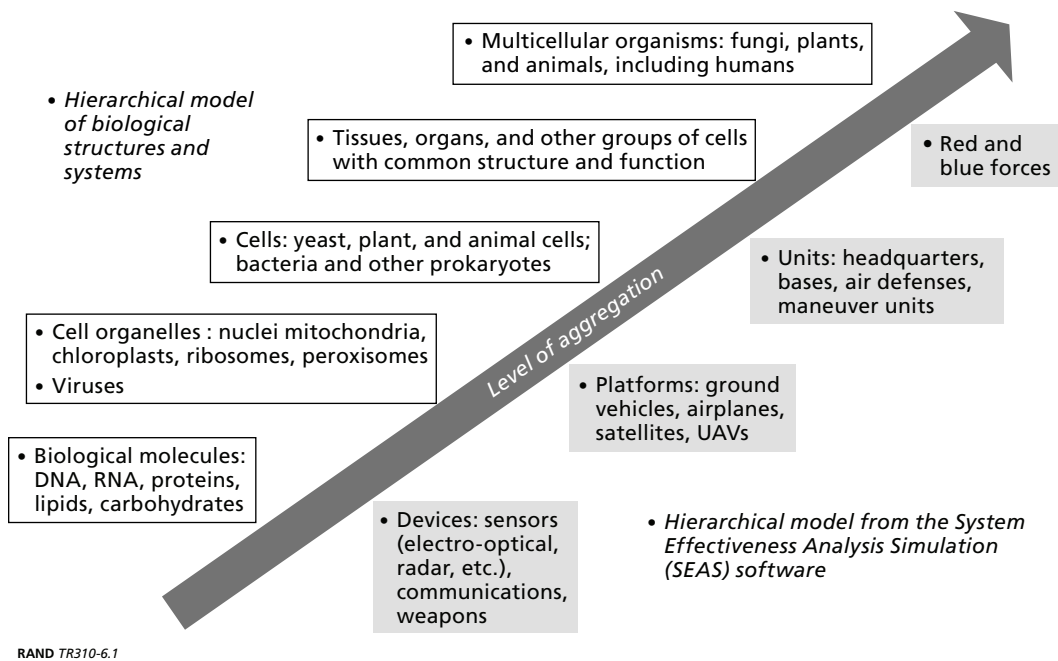 • Multicellular organisms: fungi, plants,
and animals, including humans
• Hierarchical model
of biological
structures and
systems
• Tissues, organs, and other groups of cells
with common structure and function
• Red and
blue forces
• Cells: yeast, plant, and animal cells;
bacteria and other prokaryotes
• Units: headquarters,
bases, air defenses,
maneuver units
Level of aggregation
• Cell organelles : nuclei mitochondria,
chloroplasts, ribosomes, peroxisomes
• Viruses
• Platforms: ground
vehicles, airplanes,
satellites, UAVs
• Biological molecules:
DNA, RNA, proteins,
lipids, carbohydrates
• Devices: sensors
(electro-optical,
radar, etc.),
communications,
weapons
• Hierarchical model from the System
Effectiveness Analysis Simulation
(SEAS) software
RAND TR310-6.1